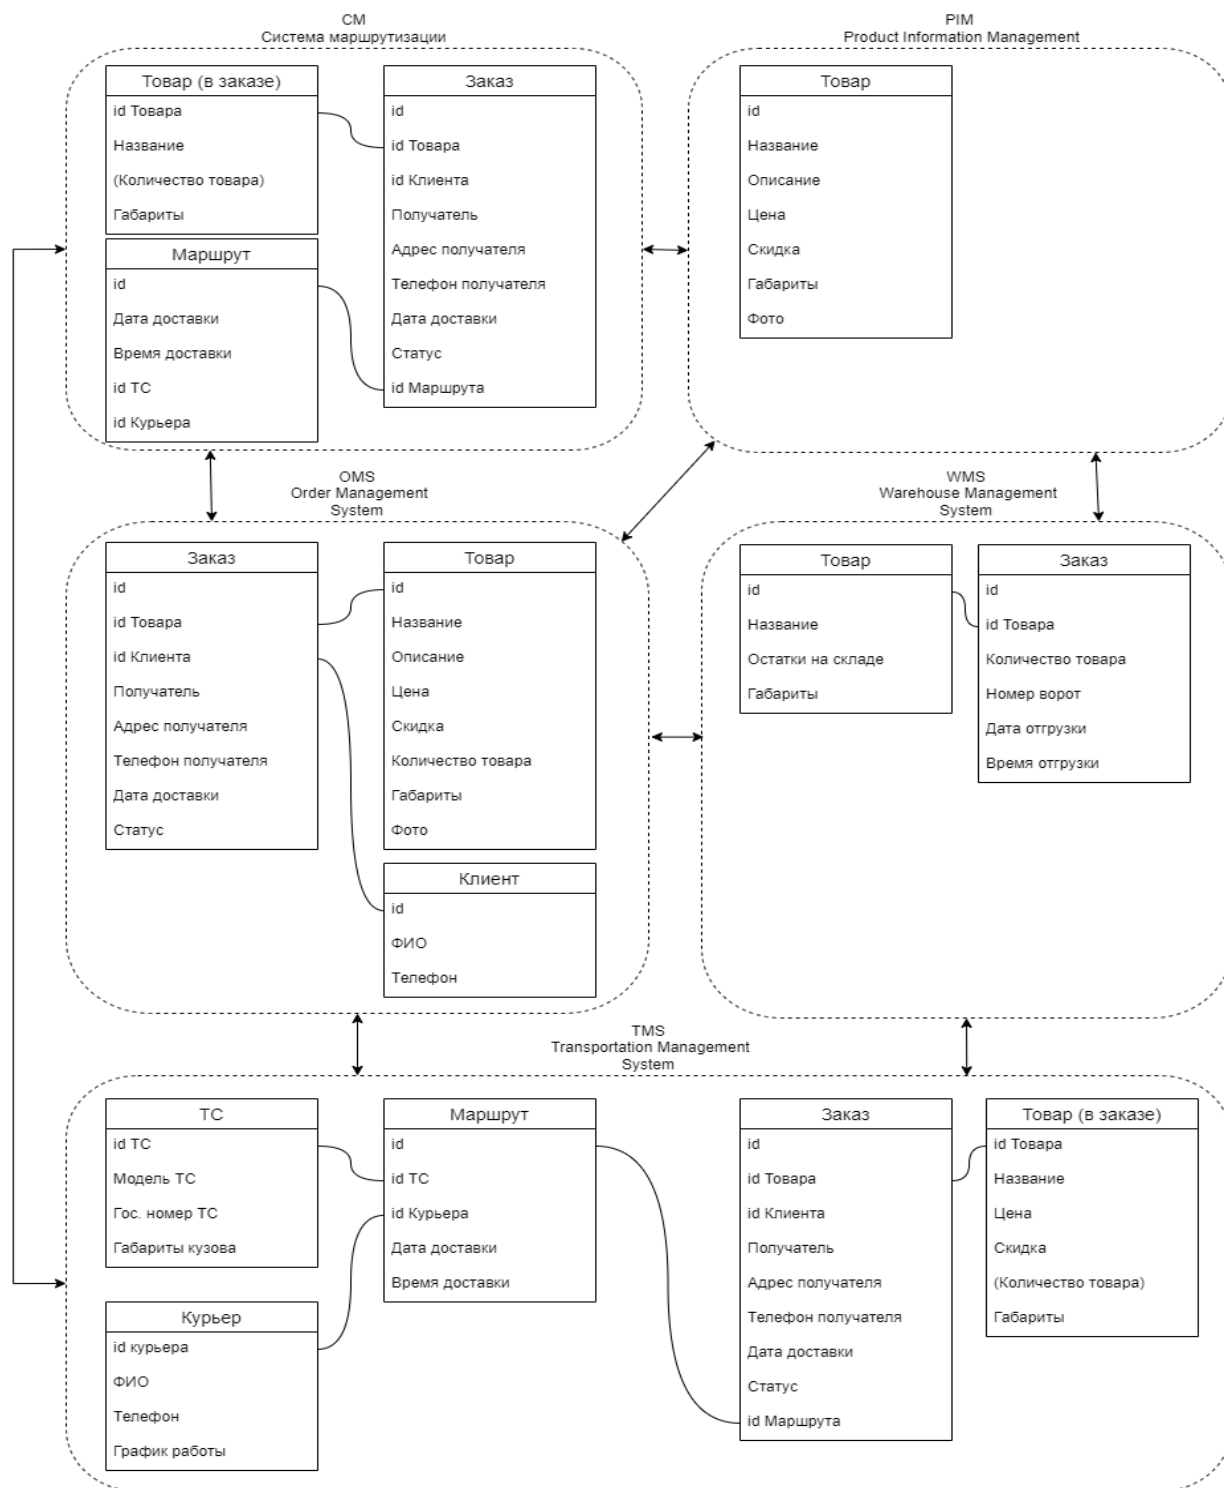 СМ
Система маршрутизации
Товар (в заказе)
id Товара
Название
(Количество товара)
Габариты
Заказ
id
id Товара
id Клиента
Получатель
Адрес получателя
Телефон получателя
Дата доставки
Статус
id Маршрута
Маршрут
id
Дата доставки
Время доставки
id ТС
id Курьера
PIM
Product Information Management
Товар
id
Название
Описание
Цена
Скидка
Габариты
Фото
OMS
Order Management
System
Заказ
id
id Товара
id Клиента
Получатель
Адрес получателя
Телефон получателя
Дата доставки
Статус
Товар
id
Название
Описание
Цена
Скидка
Количество товара
Габариты
Фото
Клиент
id
ФИО
Телефон
WMS
Warehouse Management
System
Товар
id
Название
Остатки на складе
Габариты
Заказ
id
id Товара
Количество товара
Номер ворот
Дата отгрузки
Время отгрузки
TMS
Transportation Management
System
ТС
id ТС
Модель ТС
Гос. номер ТС
Габариты кузова
Курьер
id курьера
ФИО
Телефон
График работы
Маршрут
id
id ТС
id Курьера
Дата доставки
Время доставки
Заказ
id
id Товара
id Клиента
Получатель
Адрес получателя
Телефон получателя
Дата доставки
Статус
id Маршрута
Товар (в заказе)
id Товара
Название
Цена
Скидка
(Количество товара)
Габариты